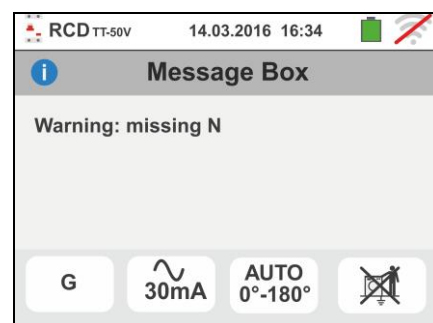 RCD TT-50V 14.03.2016 16:34
Message Box
Warning: missing N
G
30mA
AUTO
0°-180°